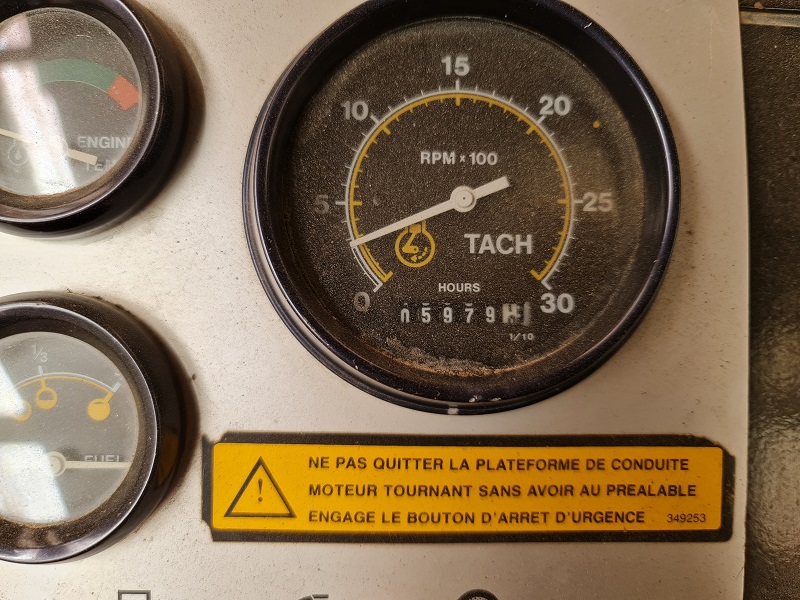 15
10
20
RPM x 100
ENGINE
5
25
TACH
HOURS
0
30
05979
1/10
1/3
FUEL
NE PAS QUITTER LA PLATEFORME DE CONDUITE
MOTEUR TOURNANT SANS AVOIR AU PREALABLE
ENGAGE LE BOUTON D'ARRET D'URGENCE 349253